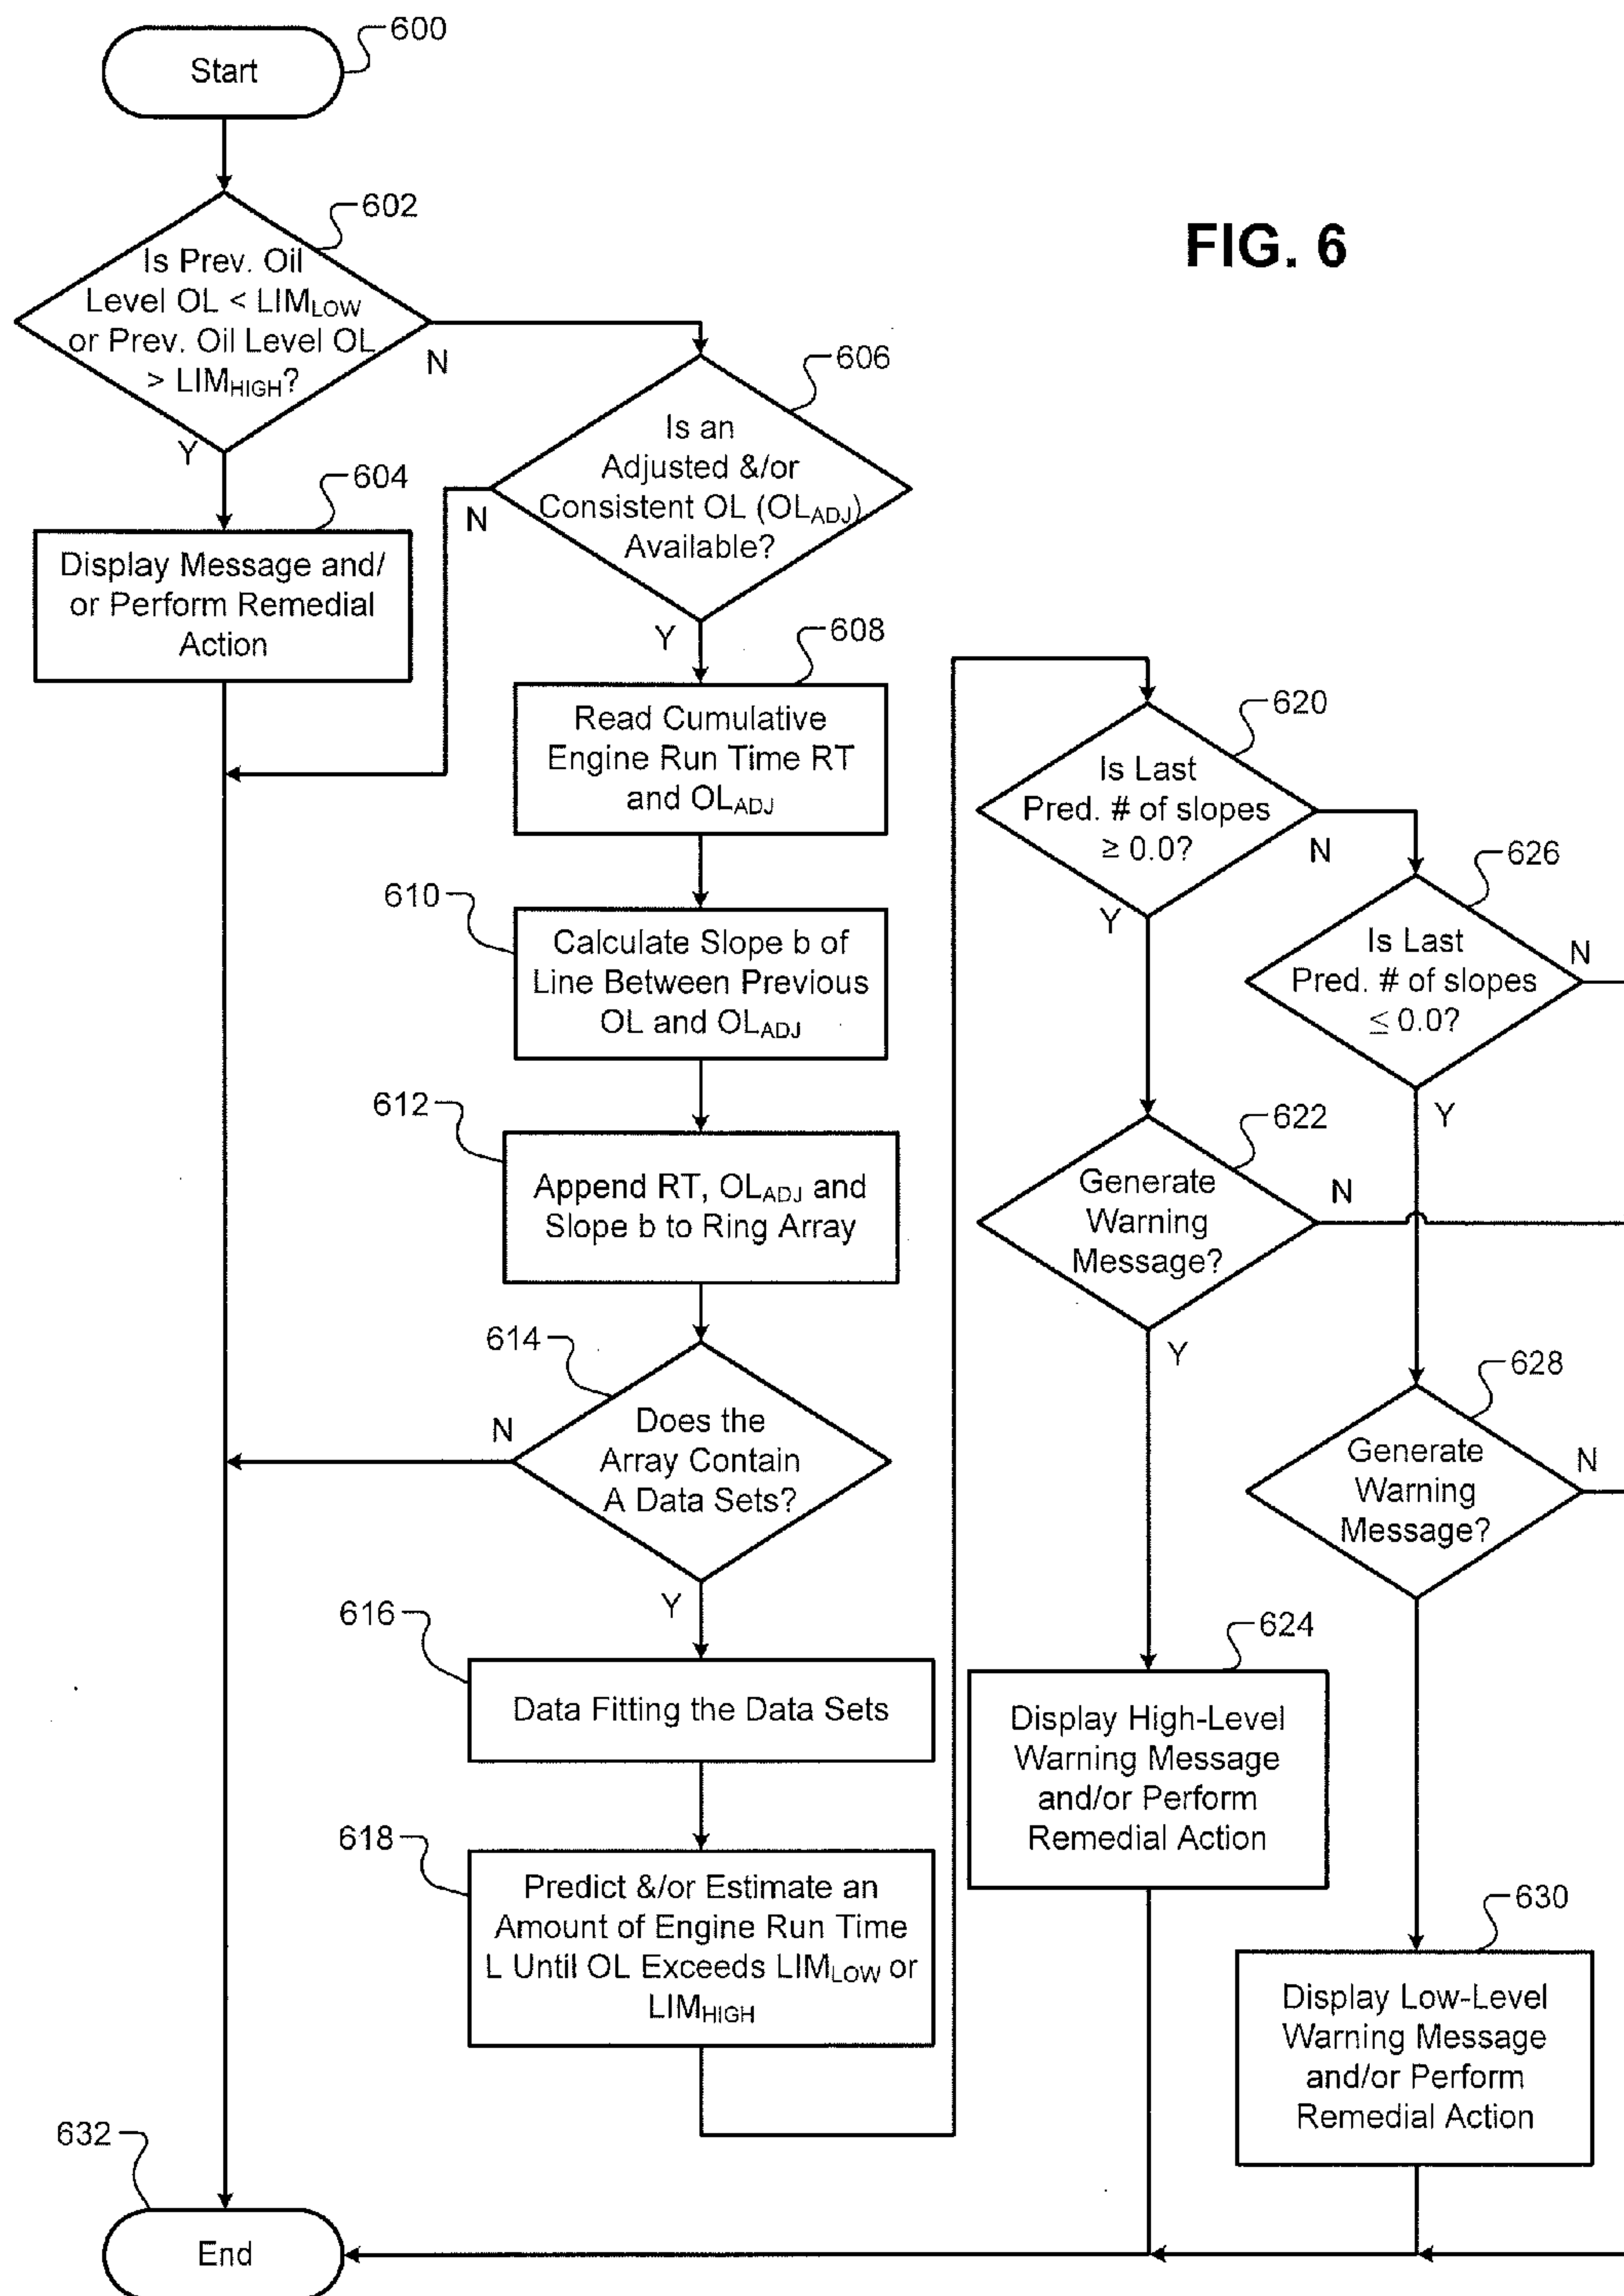 600
Start
602
Is Prev. Oil
Level OL < LIMLOW
or Prev. Oil Level OL
> LIMHIGH?
N
Y
FIG. 6
604
Display Message and/
or Perform Remedial
Action
606
Is an
Adjusted &/or
Consistent OL (OLADJ)
Available?
N
Y
608
Read Cumulative
Engine Run Time RT
and OLADJ
610
Calculate Slope b of
Line Between Previous
OL and OLADJ
612
Append RT, OLADJ and
Slope b to Ring Array
614
Does the
Array Contain
A Data Sets?
N
Y
616
Data Fitting the Data Sets
618
Predict &/or Estimate an
Amount of Engine Run Time
L Until OL Exceeds LIMLOW or
LIMHIGH
620
Is Last
Pred. # of slopes
≥ 0.0?
N
Y
622
Generate
Warning
Message?
N
Y
624
Display High-Level
Warning Message
and/or Perform
Remedial Action
626
Is Last
Pred. # of slopes
≤ 0.0?
N
Y
628
Generate
Warning
Message?
N
630
Display Low-Level
Warning Message
and/or Perform
Remedial Action
632
End